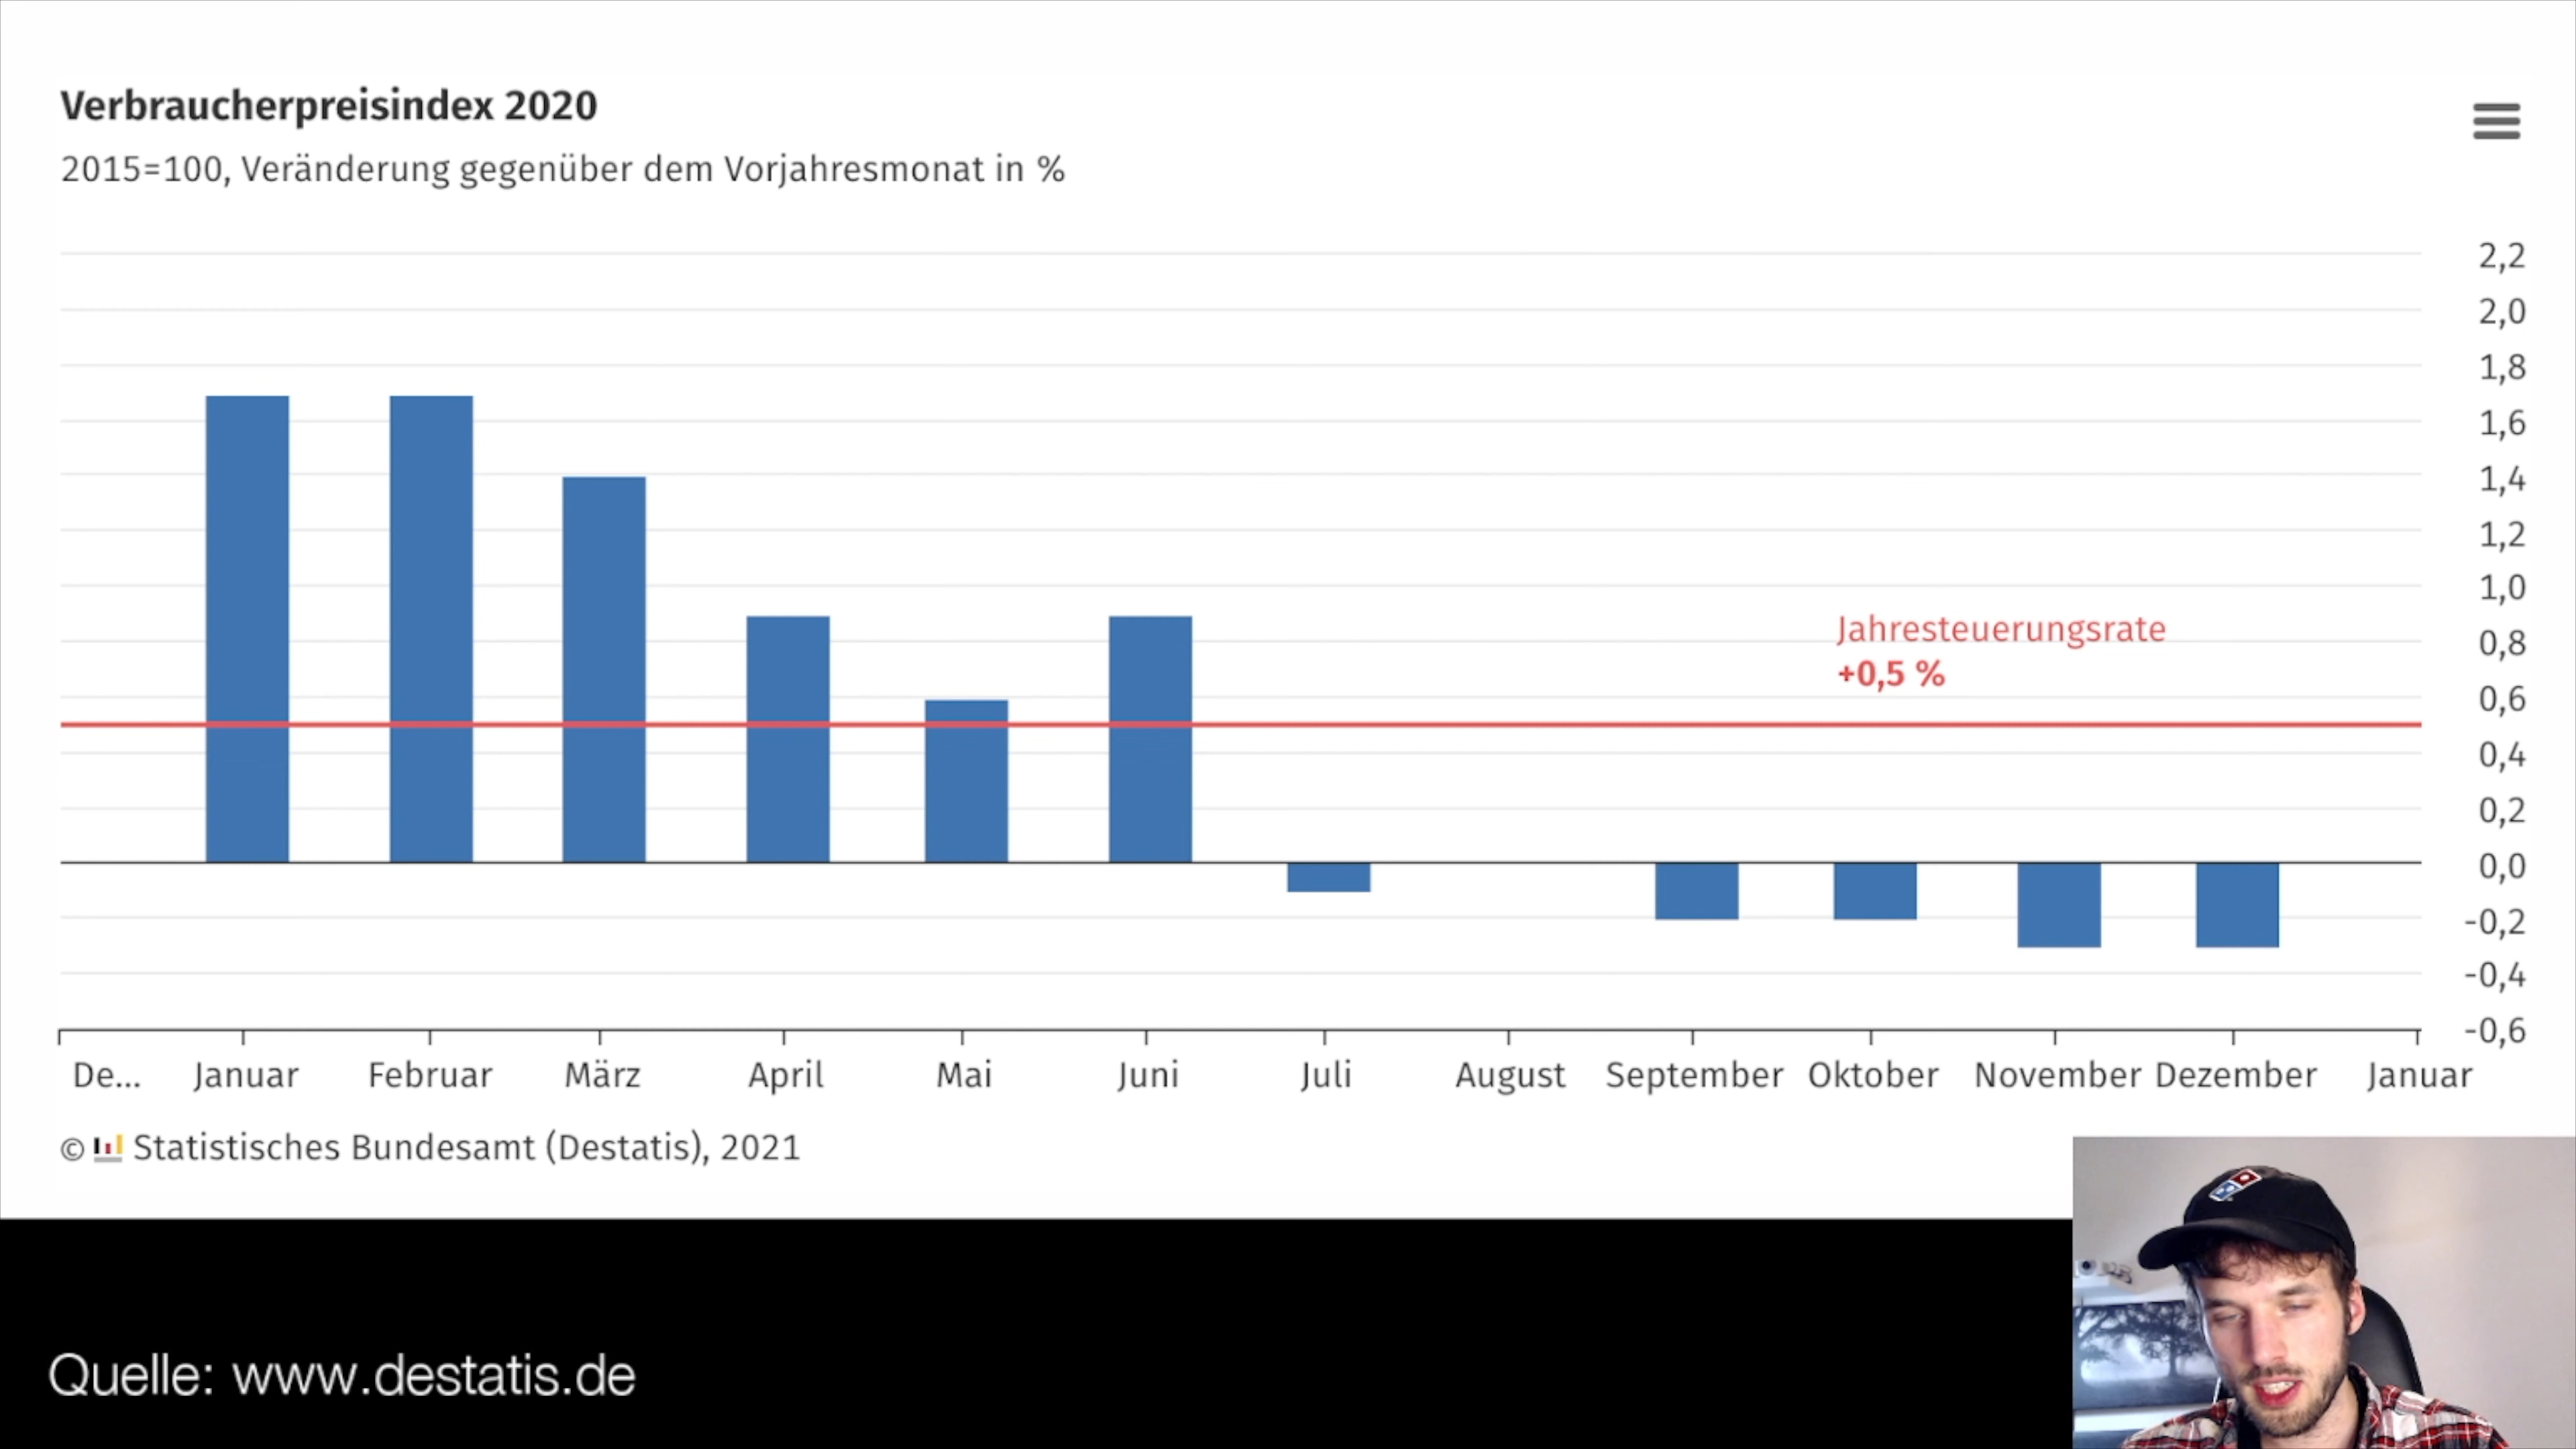 Verbraucherpreisindex 2020
2015=100, Veränderung gegenüber dem Vorjahresmonat in %
2,2
2,0
1,8
1,6
1,4
1,2
1,0
Jahresteuerungsrate
+0,5 %
0,8
0,6
0,4
0,2
0,0
-0,2
-0,4
-0,6
De... Januar Februar März April Mai Juni Juli August September Oktober November Dezember Januar
© Statistisches Bundesamt (Destatis), 2021
Quelle: www.destatis.de